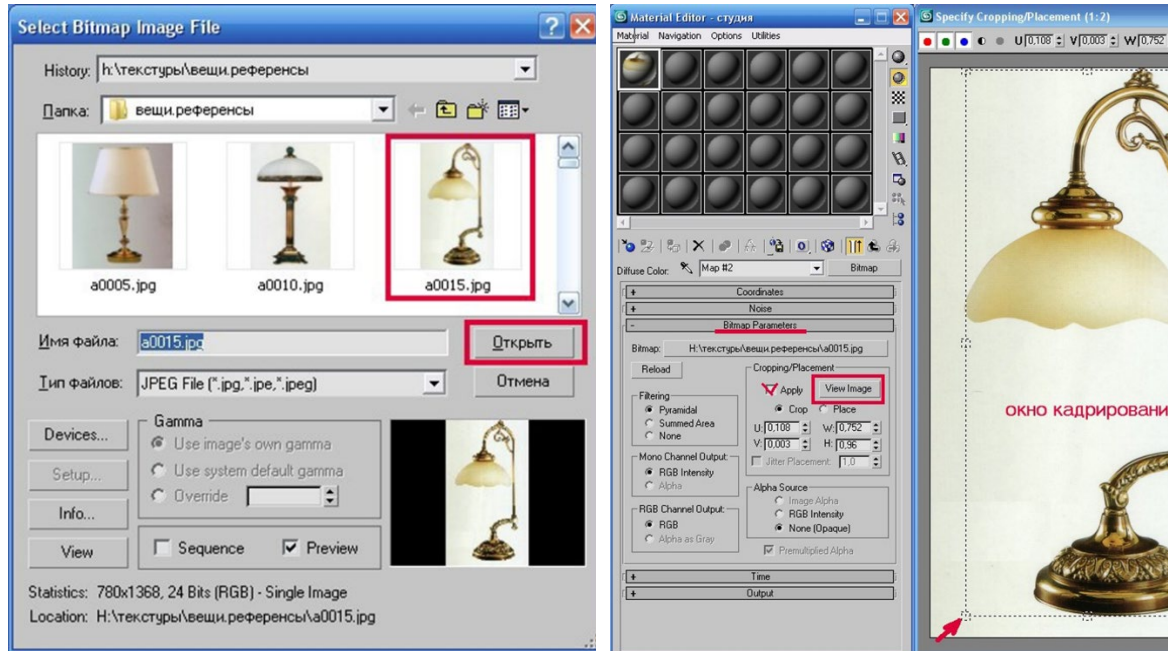 Select Bitmap Image File
History: h:\текстуры\вещи.референсы
Папка: вещи.референсы
a0005.jpg a0010.jpg a0015.jpg
Имя файла: a0015.jpg Открыть
Тип файлов: JPEG File (*.jpg,*.jpe,*.jpeg) Отмена
Devices...
Setup...
Info...
View
Gamma
Use image's own gamma
Use system default gamma
Override
Sequence Preview
Statistics: 780x1368, 24 Bits (RGB) - Single Image
Location: H:\текстуры\вещи.референсы\a0015.jpg
Material Editor - студия
Material Navigation Options Utilities
Diffuse Color: Map #2 Bitmap
Coordinates
Noise
Bitmap Parameters
Bitmap: H:\текстуры\вещи.референсы\a0015.jpg
Reload
Cropping/Placement
Apply View Image
Crop Place
U: 0,108 W: 0,752
V: 0,003 H: 0,96
Jitter Placement: 1,0
Filtering
Pyramidal
Summed Area
None
Mono Channel Output:
RGB Intensity
Alpha
RGB Channel Output:
RGB
Alpha as Gray
Alpha Source
Image Alpha
RGB Intensity
None (Opaque)
Premultiplied Alpha
Time
Output
Specify Cropping/Placement (1:2)
U 0,108 V 0,003 W 0,752
окно кадрировани